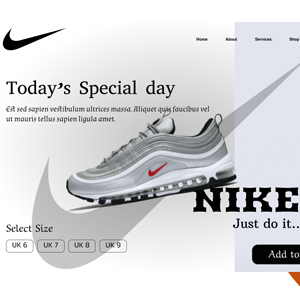 Home About Services Shop
Today's Special day
Est sed sapien vestibulum ultrices massa. Aliquet quis faucibus vel
ut mauris tellus sapien ligula amet.
NIKE
Just do it..
Select Size
UK 6 UK 7 UK 8 UK 9
Add to